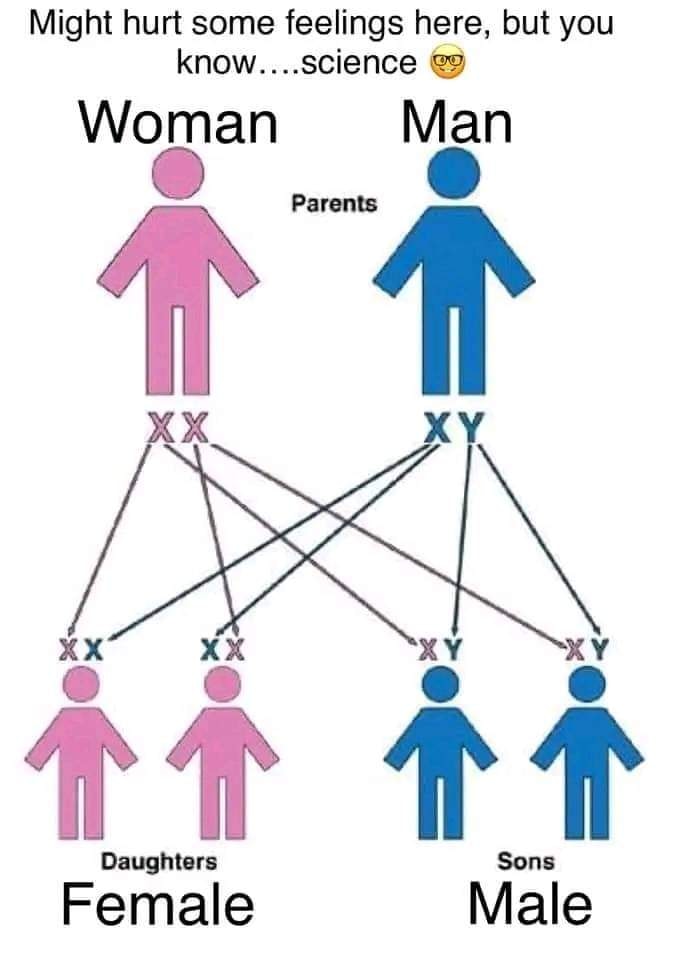 Might hurt some feelings here, but you
know....science 🤓
Woman Man
Parents
XX XY
XX XX XY XY
Daughters Sons
Female Male